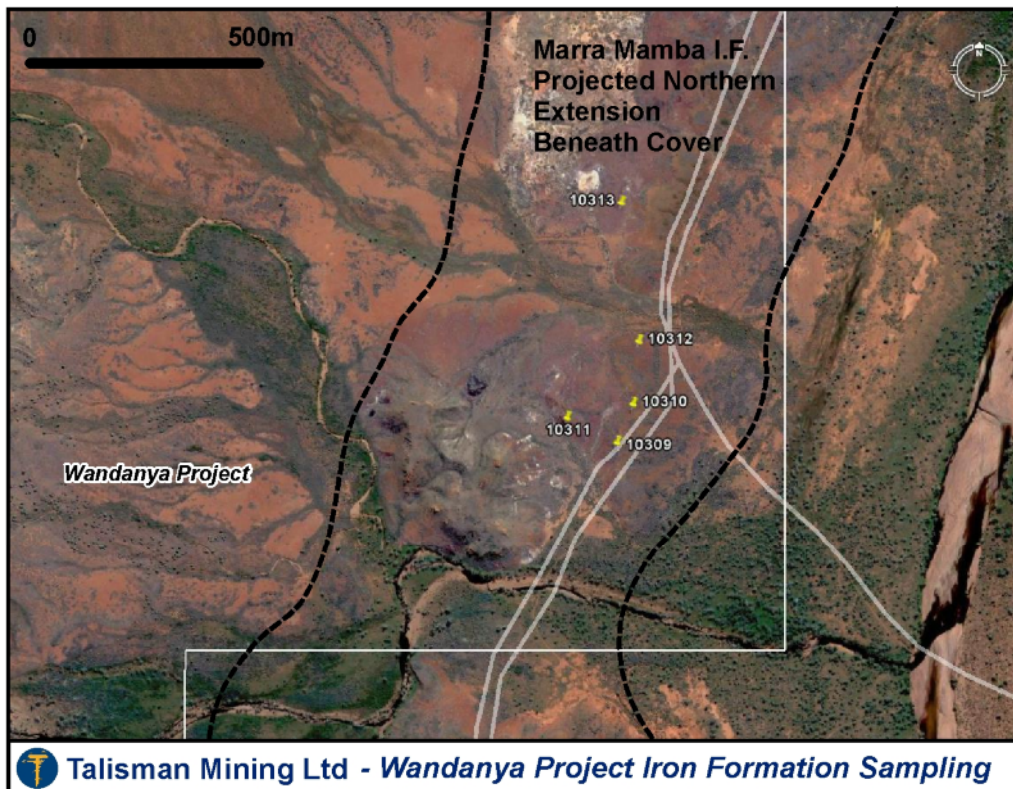 0 500m
Marra Mamba I.F.
Projected Northern
Extension
Beneath Cover
N
10313
10312
10310
10311
10309
Wandanya Project
Talisman Mining Ltd - Wandanya Project Iron Formation Sampling